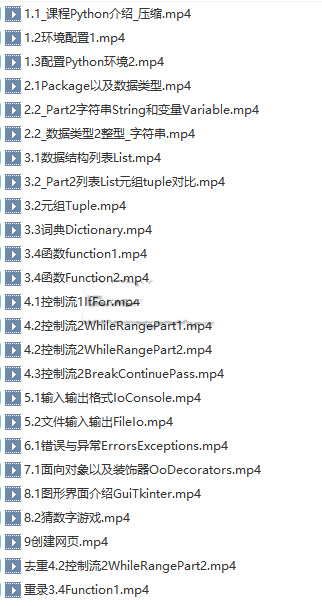 1.1_课程Python介绍_压缩.mp4
1.2环境配置1.mp4
1.3配置Python环境2.mp4
2.1Package以及数据类型.mp4
2.2_Part2字符串String和变量Variable.mp4
2.2_数据类型2整型_字符串.mp4
3.1数据结构列表List.mp4
3.2_Part2列表List元组tuple对比.mp4
3.2元组Tuple.mp4
3.3词典Dictionary.mp4
3.4函数function1.mp4
3.4函数Function2.mp4
4.1控制流1IfFor.mp4
4.2控制流2WhileRangePart1.mp4
4.2控制流2WhileRangePart2.mp4
4.3控制流2BreakContinuePass.mp4
5.1输入输出格式IoConsole.mp4
5.2文件输入输出FileIo.mp4
6.1错误与异常ErrorsExceptions.mp4
7.1面向对象以及装饰器OoDecorators.mp4
8.1图形界面介绍GuiTkinter.mp4
8.2猜数字游戏.mp4
9创建网页.mp4
去重4.2控制流2WhileRangePart2.mp4
重录3.4Function1.mp4